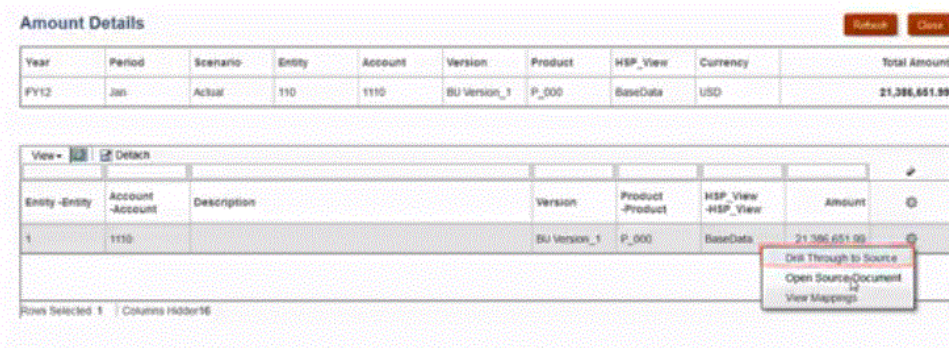 Amount Details
Refresh Close
Year Period Scenario Entity Account Version Product HSP_View Currency Total Amount
FY12 Jan Actual 110 1110 BU Version_1 P_000 BaseData USD 21,386,651.99
View Detach
Entity -Entity Account -Account Description Version Product -Product HSP_View -HSP_View Amount
1 1110 BU Version_1 P_000 BaseData 21,386,651.99
Drill Through to Source
Open Source Document
View Mappings
Rows Selected 1 Columns Hidden 16